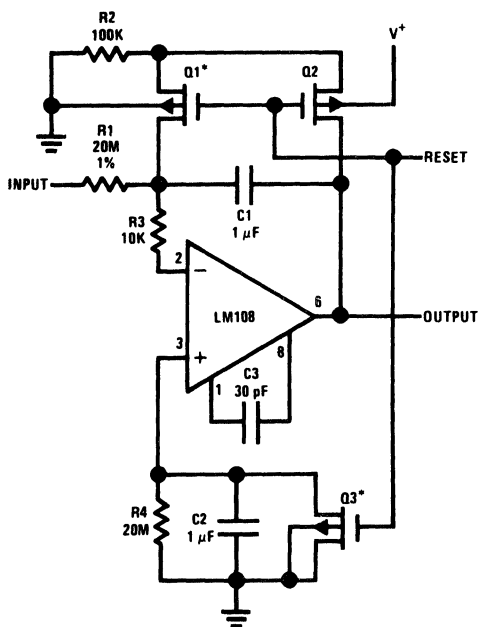 R2
100K
V+
Q1*
Q2
R1
20M
1%
RESET
INPUT
C1
1 μF
R3
10K
2
−
6
LM108
OUTPUT
3
+
8
C3
30 pF
1
Q3*
R4
20M
C2
1 μF